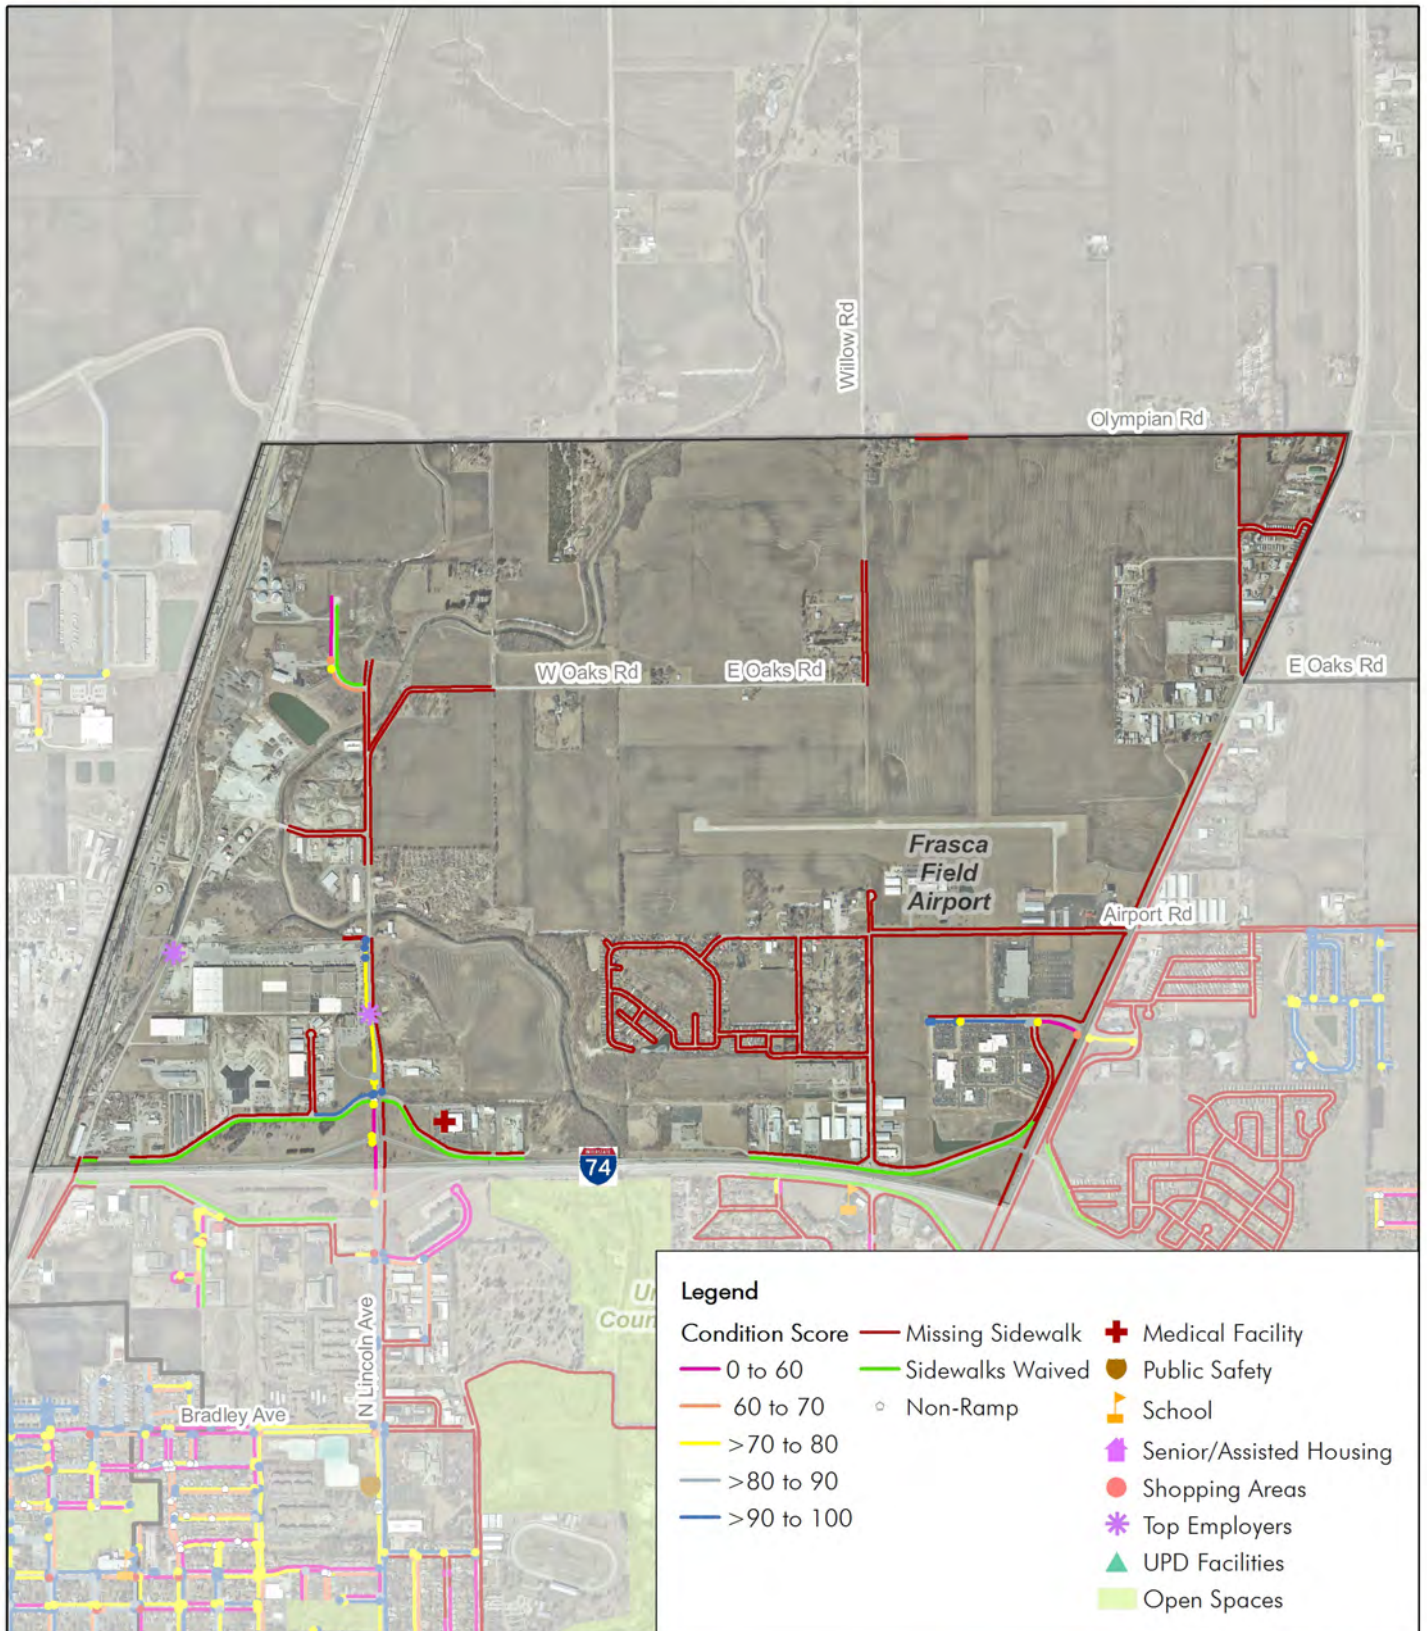 Willow Rd
Olympian Rd
W Oaks Rd
E Oaks Rd
E Oaks Rd
Frasca
Field
Airport
Airport Rd
INTERSTATE
74
N Lincoln Ave
Bradley Ave
Legend
Condition Score
0 to 60
60 to 70
>70 to 80
>80 to 90
>90 to 100
Missing Sidewalk
Sidewalks Waived
Non-Ramp
Medical Facility
Public Safety
School
Senior/Assisted Housing
Shopping Areas
Top Employers
UPD Facilities
Open Spaces